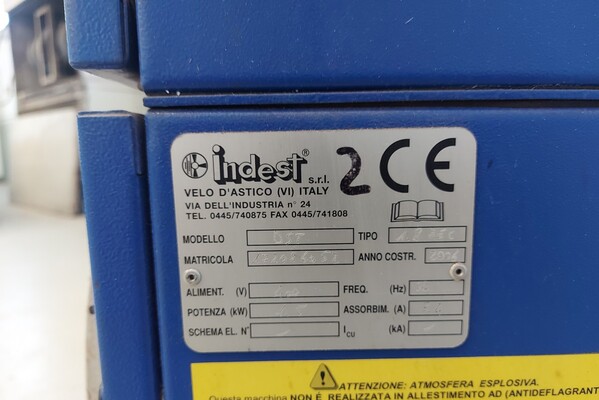 indest® s.r.l.
2 CE
VELO D'ASTICO (VI) ITALY
VIA DELL'INDUSTRIA n° 24
TEL. 0445/740875 FAX 0445/741808
MODELLO TIPO
MATRICOLA ANNO COSTR.
ALIMENT. (V) FREQ. (Hz)
POTENZA (kW) ASSORBIM. (A)
SCHEMA EL. N° Icu (kA)
ATTENZIONE: ATMOSFERA ESPLOSIVA.
Questa macchina NON È REALIZZATA IN ALLESTIMENTO AD (ANTIDEFLAGRANT